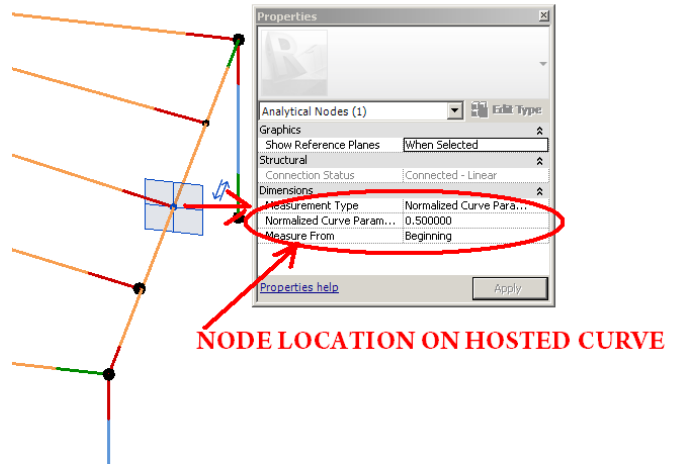 Properties
Analytical Nodes (1)
Edit Type
Graphics
Show Reference Planes When Selected
Structural
Connection Status Connected - Linear
Dimensions
Measurement Type Normalized Curve Para...
Normalized Curve Param... 0.500000
Measure From Beginning
Properties help
Apply
NODE LOCATION ON HOSTED CURVE